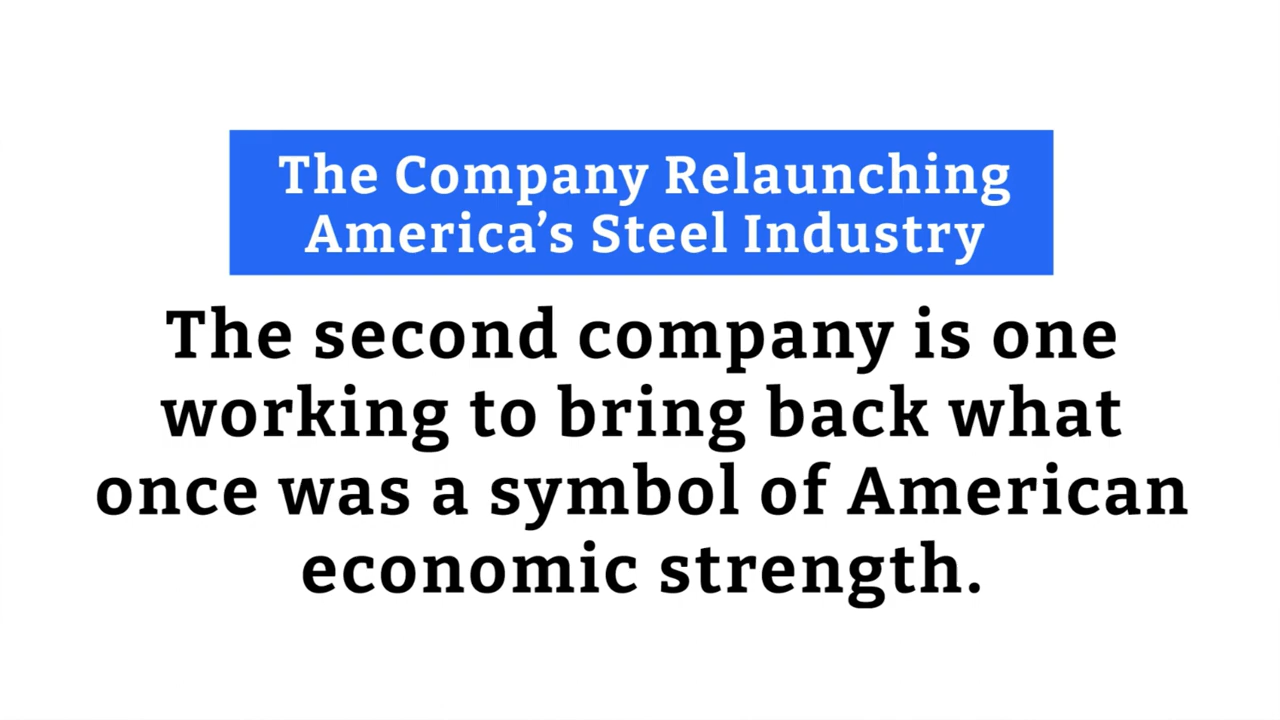 The Company Relaunching
America’s Steel Industry
The second company is one
working to bring back what
once was a symbol of American
economic strength.